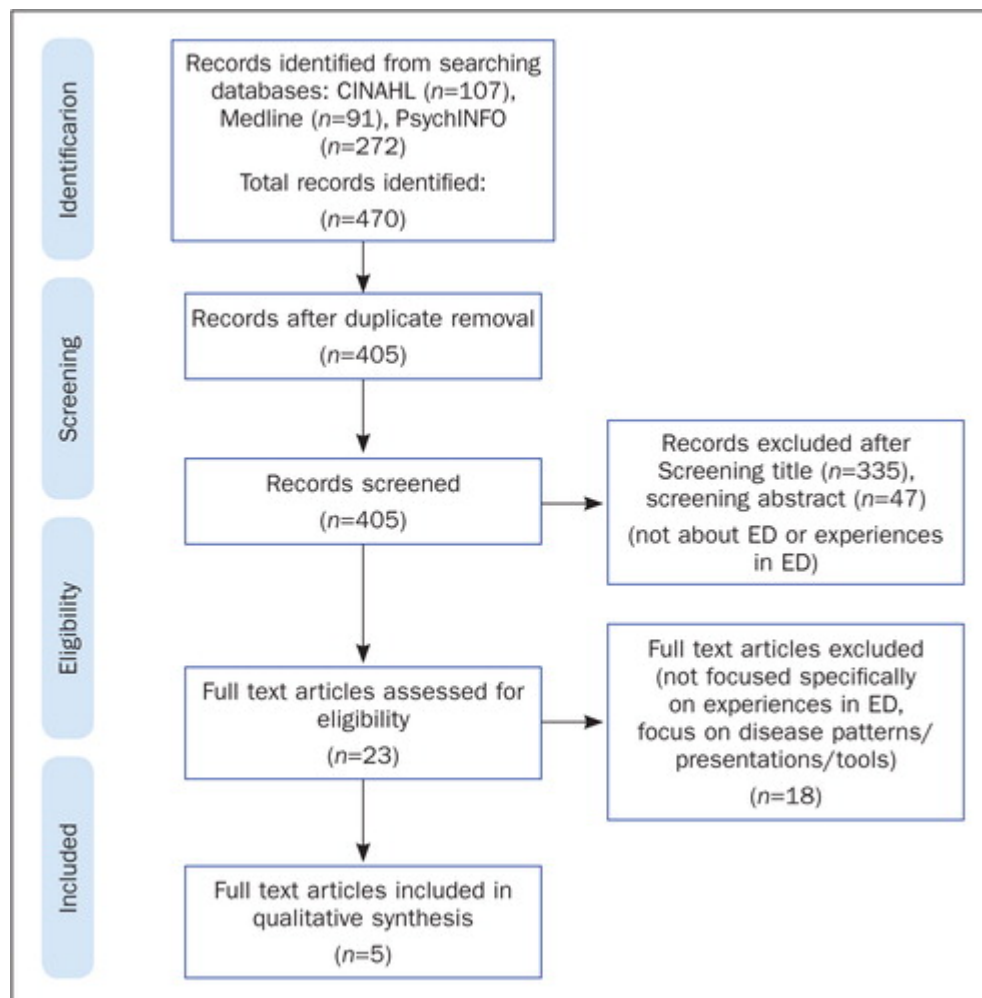 Identification
Records identified from searching
databases: CINAHL (n=107),
Medline (n=91), PsychINFO
(n=272)
Total records identified:
(n=470)
Screening
Records after duplicate removal
(n=405)
Records screened
(n=405)
Records excluded after
Screening title (n=335),
screening abstract (n=47)
(not about ED or experiences
in ED)
Eligibility
Full text articles assessed for
eligibility
(n=23)
Full text articles excluded
(not focused specifically
on experiences in ED,
focus on disease patterns/
presentations/tools)
(n=18)
Included
Full text articles included in
qualitative synthesis
(n=5)